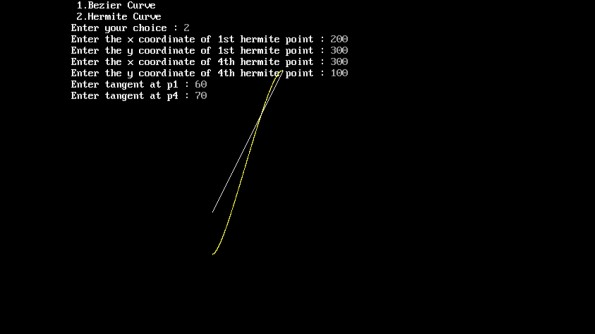 1.Bezier Curve
2.Hermite Curve
Enter your choice : 2
Enter the x coordinate of 1st hermite point : 200
Enter the y coordinate of 1st hermite point : 300
Enter the x coordinate of 4th hermite point : 300
Enter the y coordinate of 4th hermite point : 100
Enter tangent at p1 : 60
Enter tangent at p4 : 70